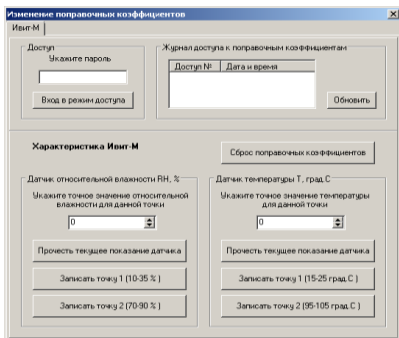 Изменение поправочных коэффициентов
Ивит-М
Доступ
Укажите пароль
Вход в режим доступа
Журнал доступа к поправочным коэффициентам
Доступ № Дата и время
Обновить
Характеристика Ивит-М
Сброс поправочных коэффициентов
Датчик относительной влажности RH, %
Укажите точное значение относительной
влажности для данной точки
0
Прочесть текущее показание датчика
Записать точку 1 (10-35 % )
Записать точку 2 (70-90 % )
Датчик температуры T, град.С
Укажите точное значение температуры
для данной точки
0
Прочесть текущее показание датчика
Записать точку 1 (15-25 град.С )
Записать точку 2 (95-105 град.С )